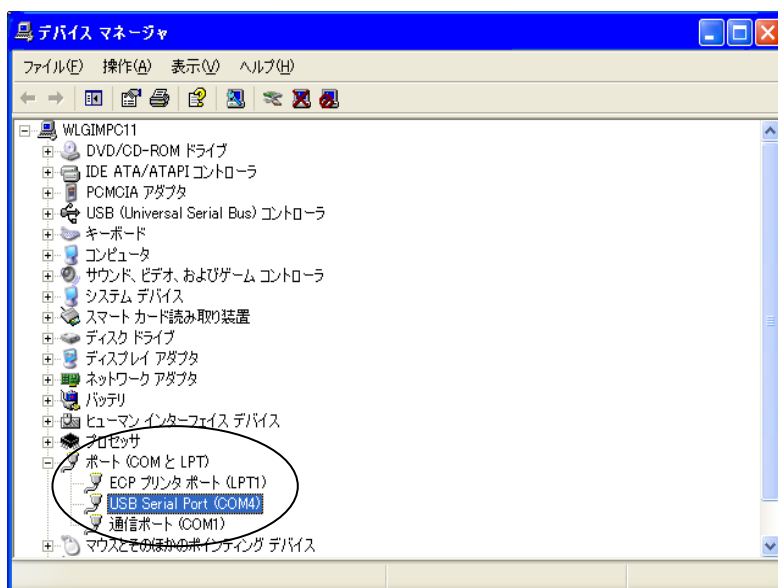 デバイス マネージャ
ファイル(F) 操作(A) 表示(V) ヘルプ(H)
WLGIMPC11
DVD/CD-ROM ドライブ
IDE ATA/ATAPI コントローラ
PCMCIA アダプタ
USB (Universal Serial Bus) コントローラ
キーボード
コンピュータ
サウンド、ビデオ、およびゲーム コントローラ
システム デバイス
スマート カード読み取り装置
ディスク ドライブ
ディスプレイ アダプタ
ネットワーク アダプタ
バッテリ
ヒューマン インターフェイス デバイス
プロセッサ
ポート (COM と LPT)
ECP プリンタ ポート (LPT1)
USB Serial Port (COM4)
通信ポート (COM1)
マウスとそのほかのポインティング デバイス